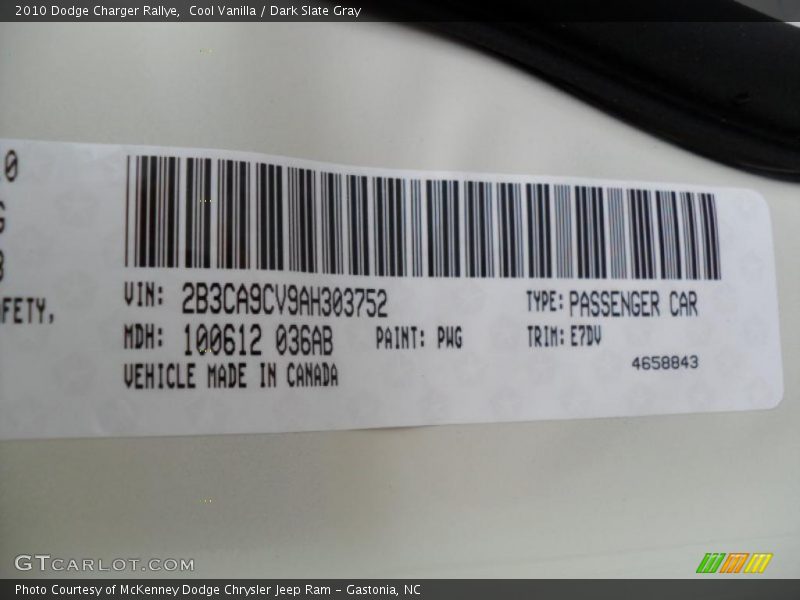 2010 Dodge Charger Rallye,  Cool Vanilla / Dark Slate Gray
0
G
FETY,
VIN: 2B3CA9CV9AH303752
TYPE: PASSENGER CAR
MDH: 100612 036AB
PAINT: PWG
TRIM: E7DV
VEHICLE MADE IN CANADA
4658843
GTCARLOT.COM
Photo Courtesy of McKenney Dodge Chrysler Jeep Ram – Gastonia, NC